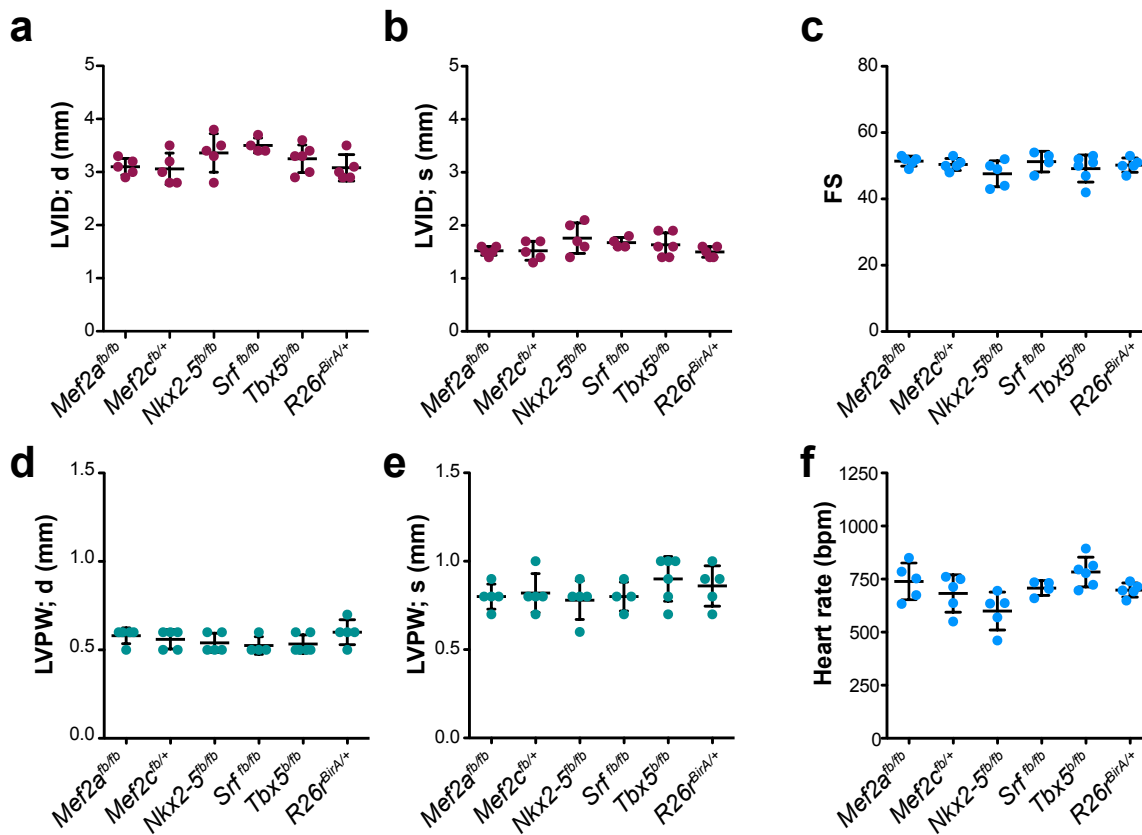 a
LVID; d (mm)
5
4
3
2
1
0
Mef2a^fb/fb
Mef2c^fb/+
Nkx2-5^fb/fb
Srf^fb/fb
Tbx5^fb/fb
R26r^BirA/+
b
LVID; s (mm)
5
4
3
2
1
0
Mef2a^fb/fb
Mef2c^fb/+
Nkx2-5^fb/fb
Srf^fb/fb
Tbx5^b/fb
R26r^BirA/+
c
FS
80
60
40
20
0
Mef2a^fb/fb
Mef2c^fb/+
Nkx2-5^fb/fb
Srf^fb/fb
Tbx5^b/fb
R26r^BirA/+
d
LVPW; d (mm)
1.5
1.0
0.5
0.0
Mef2a^fb/fb
Mef2c^fb/+
Nkx2-5^fb/fb
Srf^fb/fb
Tbx5^b/fb
R26r^BirA/+
e
LVPW; s (mm)
1.5
1.0
0.5
0.0
Mef2a^fb/fb
Mef2c^fb/+
Nkx2-5^fb/fb
Srf^fb/fb
Tbx5^b/fb
R26r^BirA/+
f
Heart rate (bpm)
1250
1000
750
500
250
0
Mef2a^fb/fb
Mef2c^fb/+
Nkx2-5^fb/fb
Srf^fb/fb
Tbx5^b/fb
R26r^BirA/+